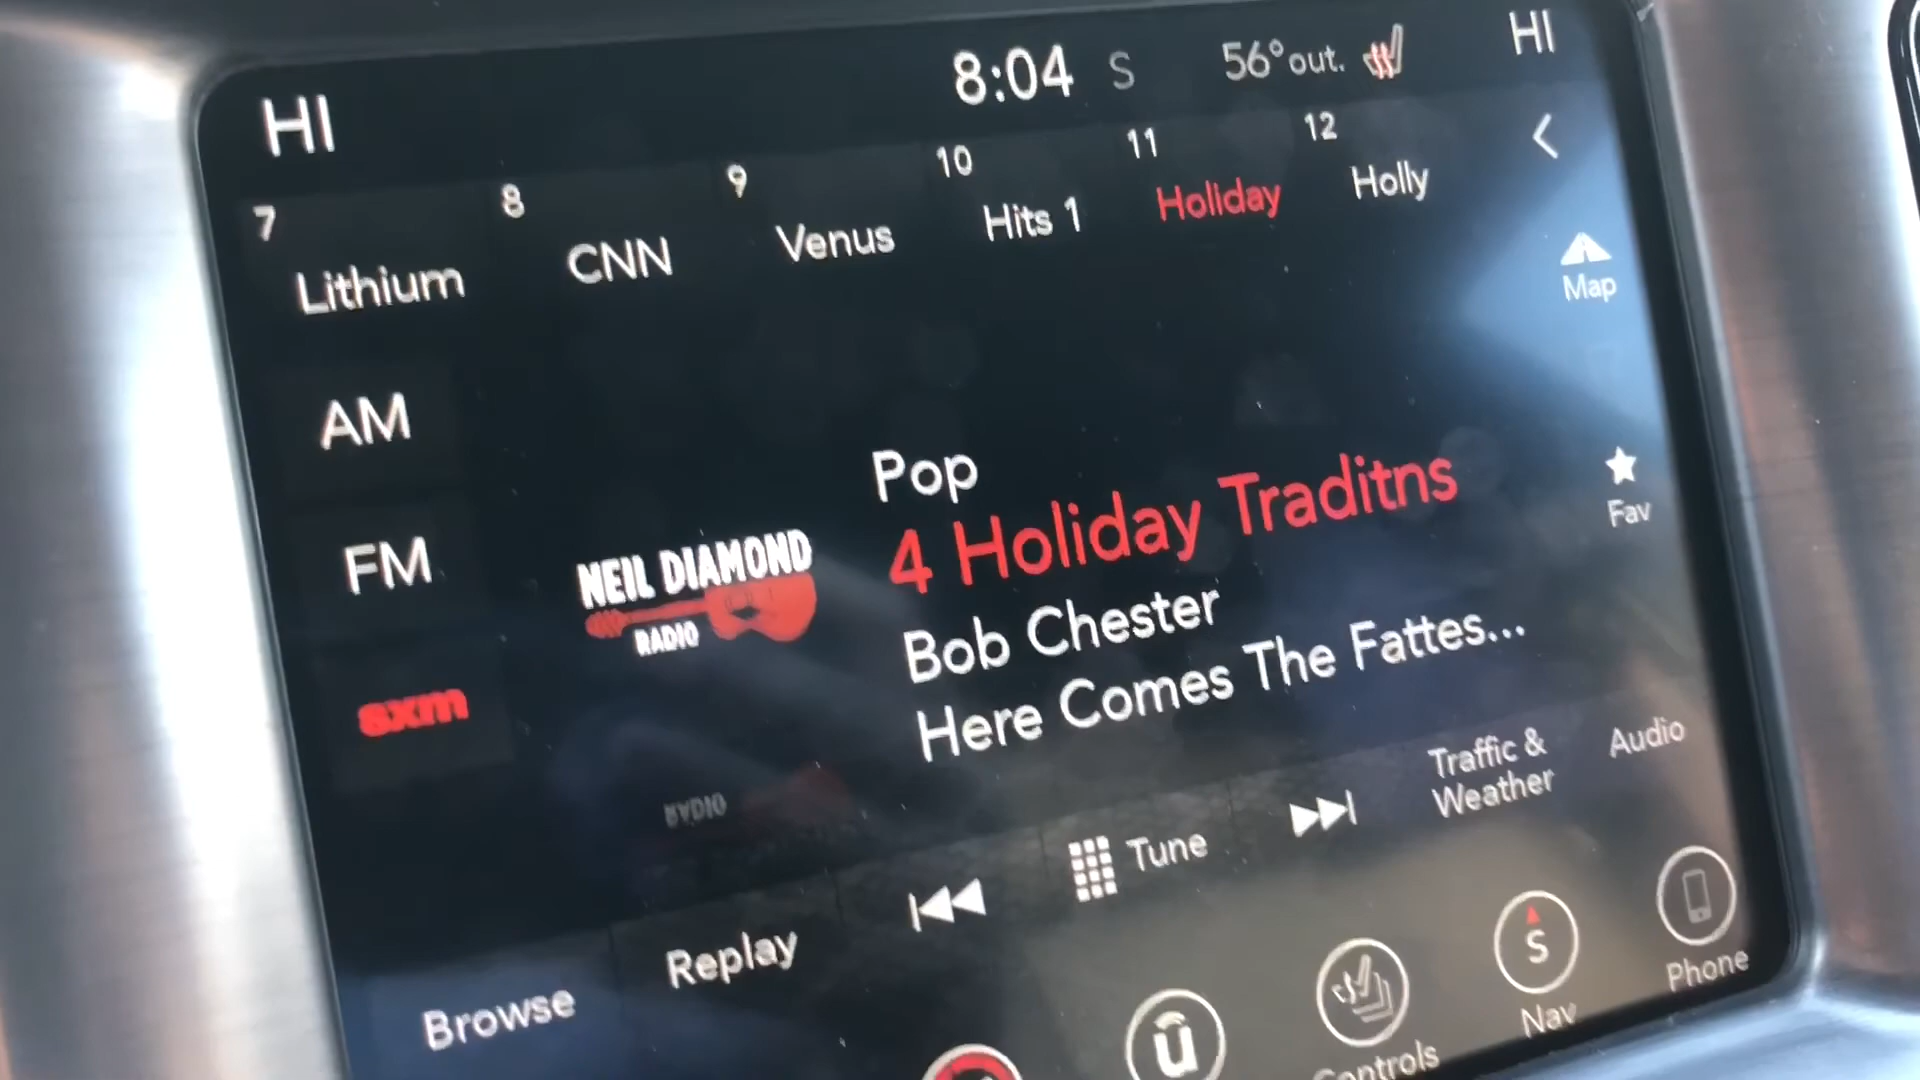 HI 8:04 S 56°out. HI
7 Lithium
8 CNN
9 Venus
10 Hits 1
11 Holiday
12 Holly
Map
AM
FM
sxm
Fav
NEIL DIAMOND
RADIO
Pop
4 Holiday Traditns
Bob Chester
Here Comes The Fattes...
Browse
Replay
Tune
Traffic &
Weather
Audio
Controls
S
Nav
Phone